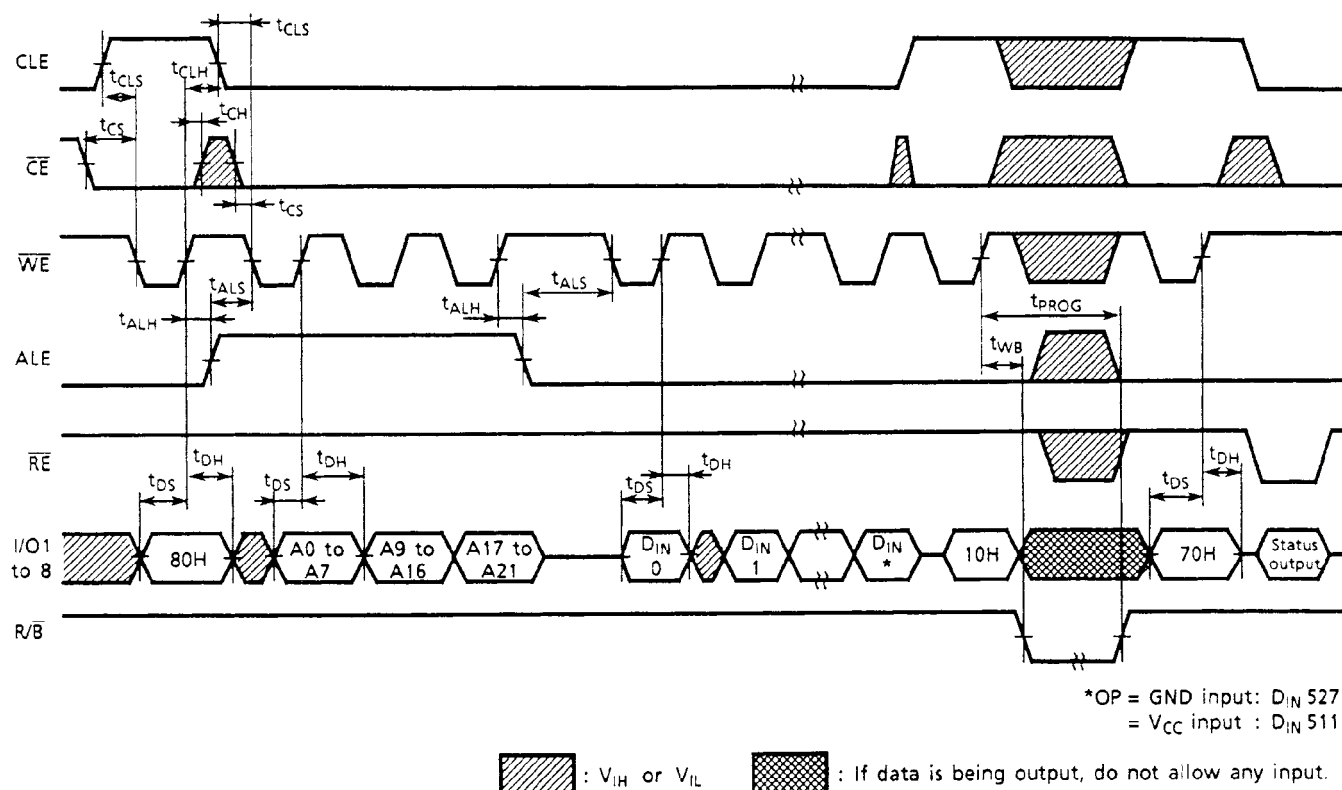 tCLS
CLE
tCLS
tCLH
tCH
tCS
CE
tCS
WE
tALS
tALS
tALH
tALH
tPROG
tWB
ALE
RE
tDS
tDH
tDS
tDH
tDS
tDH
tDS
tDH
I/O1
to 8
80H
A0 to
A7
A9 to
A16
A17 to
A21
DIN
0
DIN
1
DIN
*
10H
70H
Status
output
R/B
*OP = GND input: DIN 527
= VCC input : DIN 511
: VIH or VIL
: If data is being output, do not allow any input.